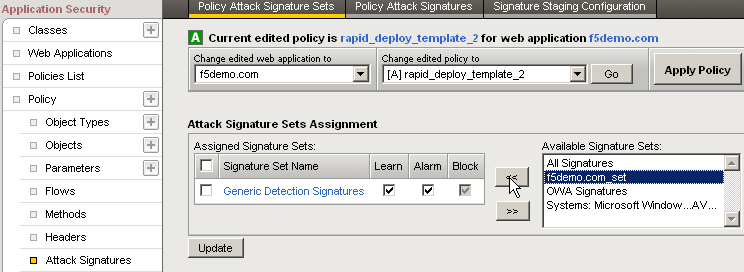 Application Security
Classes
Web Applications
Policies List
Policy
Object Types
Objects
Parameters
Flows
Methods
Headers
Attack Signatures
Policy Attack Signature Sets
Policy Attack Signatures
Signature Staging Configuration
A Current edited policy is rapid_deploy_template_2 for web application f5demo.com
Change edited web application to
f5demo.com
Change edited policy to
[A] rapid_deploy_template_2
Go
Apply Policy
Attack Signature Sets Assignment
Assigned Signature Sets:
Signature Set Name Learn Alarm Block
Generic Detection Signatures
<<
>>
Available Signature Sets:
All Signatures
f5demo.com_set
OWA Signatures
Systems: Microsoft Window...AV...
Update